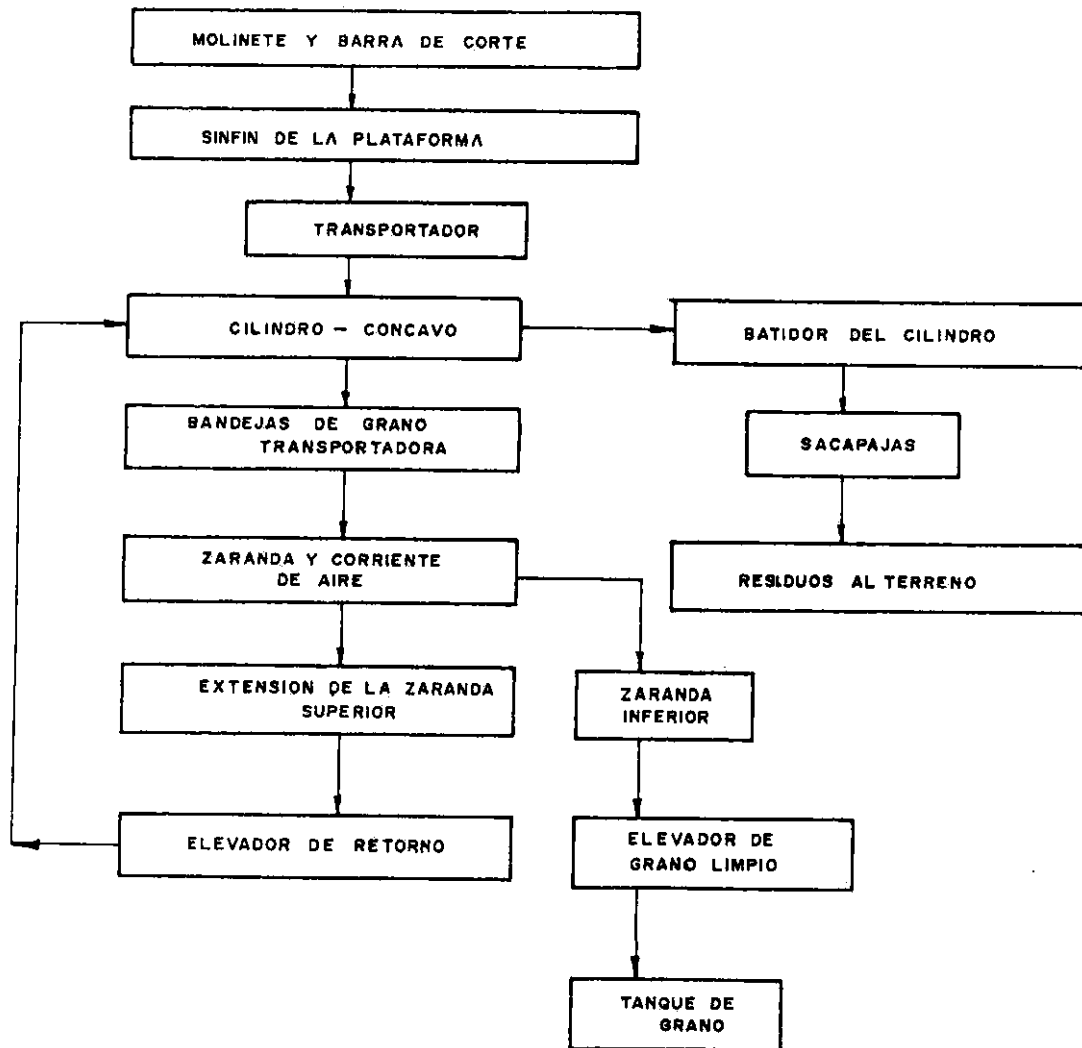 MOLINETE Y BARRA DE CORTE
SINFIN DE LA PLATAFORMA
TRANSPORTADOR
CILINDRO - CONCAVO
BATIDOR DEL CILINDRO
BANDEJAS DE GRANO
TRANSPORTADORA
SACAPAJAS
ZARANDA Y CORRIENTE
DE AIRE
RESIDUOS AL TERRENO
EXTENSION DE LA ZARANDA
SUPERIOR
ZARANDA
INFERIOR
ELEVADOR DE RETORNO
ELEVADOR DE
GRANO LIMPIO
TANQUE DE
GRANO